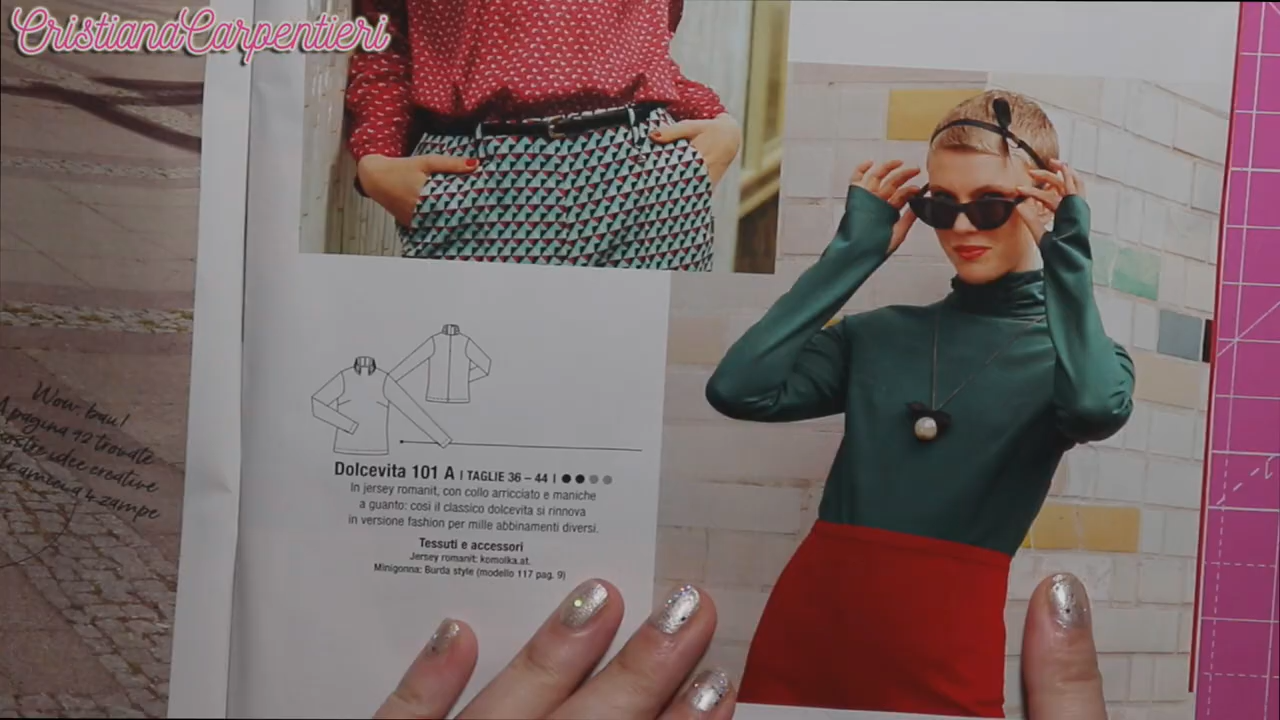 CristianaCarpentieri
Wow, bau!
A pagina 92 trovate
vostre idee creative
a 4 zampe
Dolcevita 101 A | TAGLIE 36 – 44 |
In jersey romanit, con collo arricciato e maniche
a guanto: così il classico dolcevita si rinnova
in versione fashion per mille abbinamenti diversi.
Tessuti e accessori
Jersey romanit: komolka.at.
Minigonna: Burda style (modello 117 pag. 9)